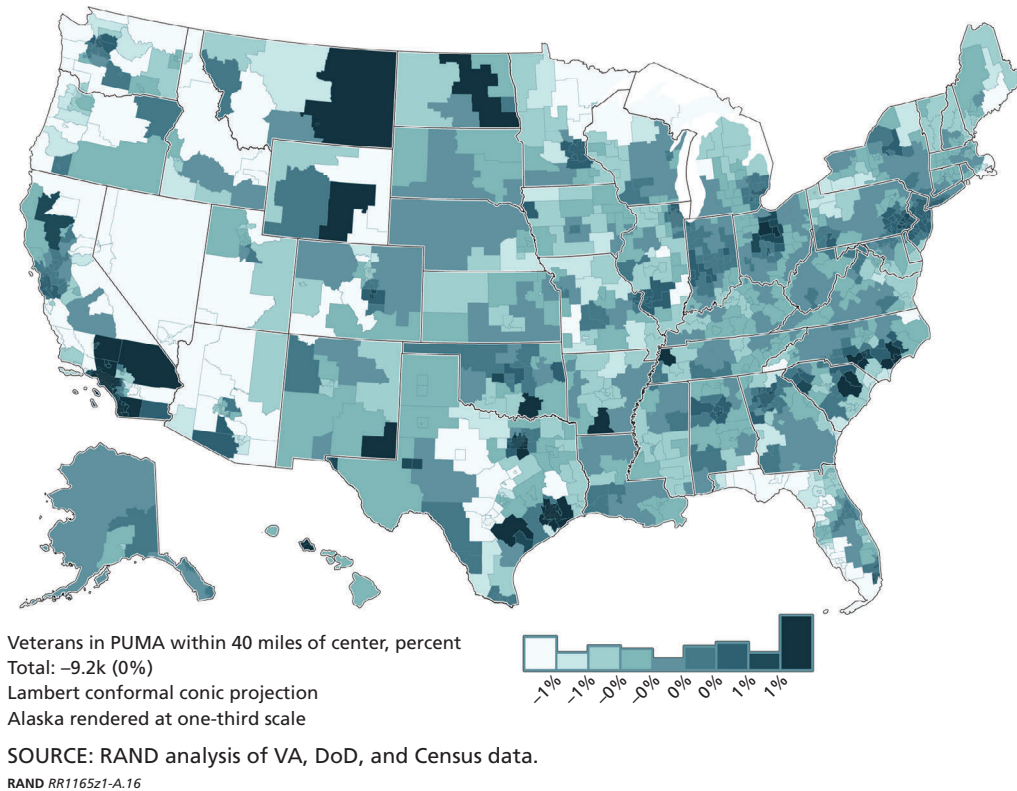 Veterans in PUMA within 40 miles of center, percent
Total: –9.2k (0%)
Lambert conformal conic projection
Alaska rendered at one-third scale
–1% –1% –0% –0% 0% 0% 1% 1%
SOURCE: RAND analysis of VA, DoD, and Census data.
RAND RR1165z1-A.16